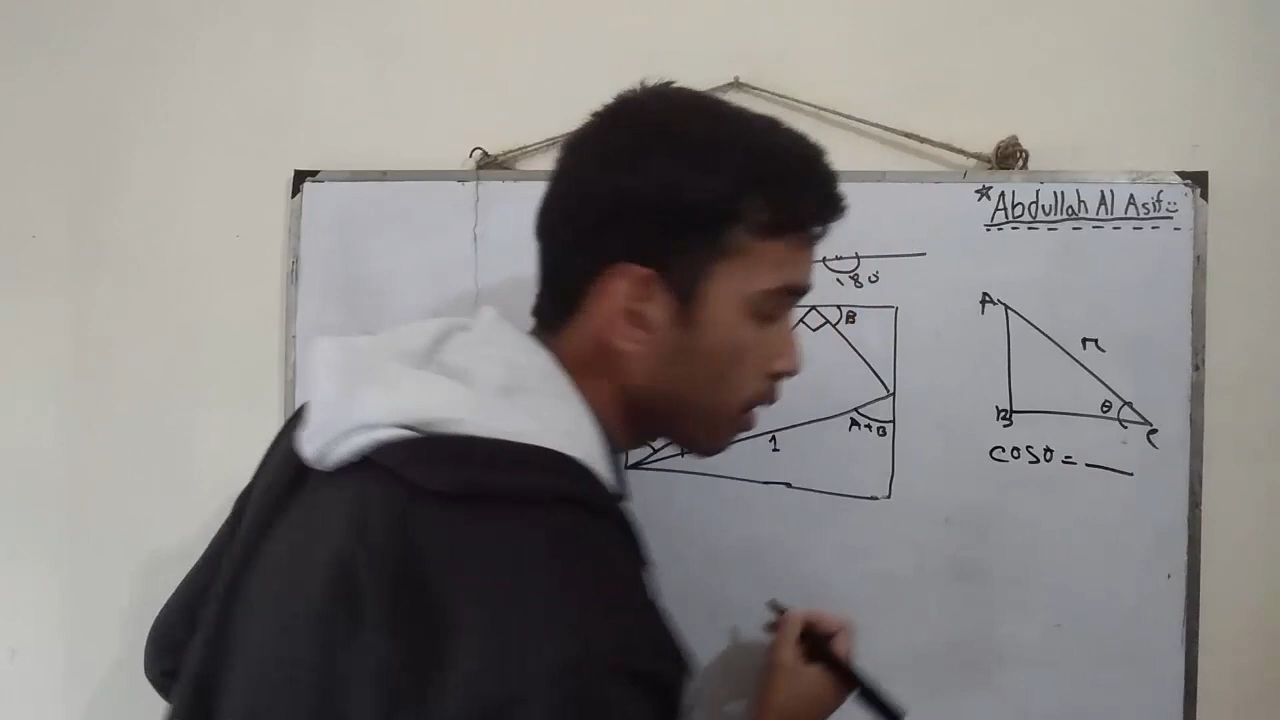 *Abdullah Al Asif
180
B
A
r
A+B
1
B
θ
C
cosθ =